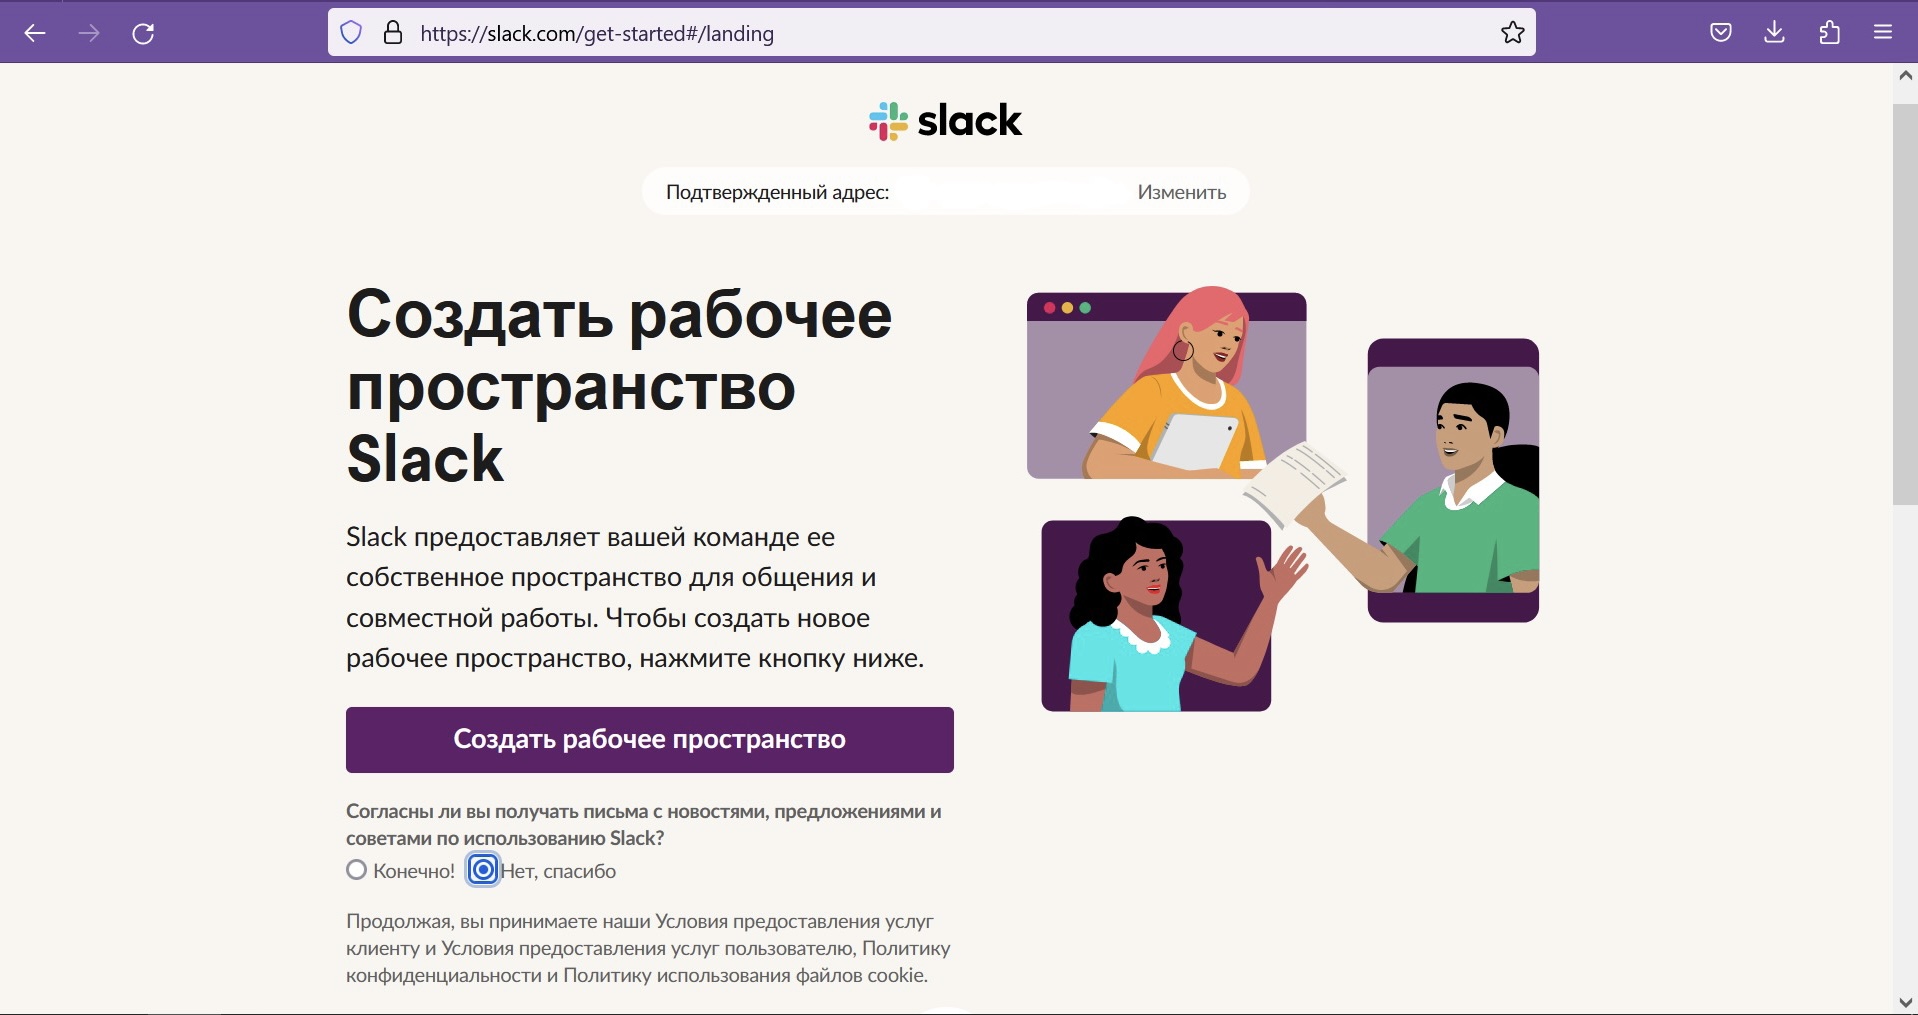 https://slack.com/get-started#/landing
slack
Подтвержденный адрес: Изменить
Создать рабочее
пространство
Slack
Slack предоставляет вашей команде ее
собственное пространство для общения и
совместной работы. Чтобы создать новое
рабочее пространство, нажмите кнопку ниже.
Создать рабочее пространство
Согласны ли вы получать письма с новостями, предложениями и
советами по использованию Slack?
Конечно! Нет, спасибо
Продолжая, вы принимаете наши Условия предоставления услуг
клиенту и Условия предоставления услуг пользователю, Политику
конфиденциальности и Политику использования файлов cookie.